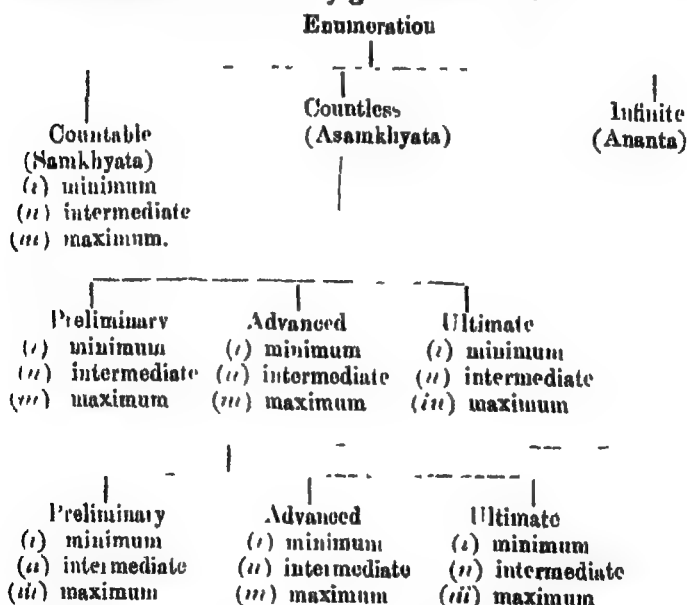 Enumeration
Countless
(Asamkhyata)
Infinite
(Ananta)
Countable
(Samkhyata)
(i) minimum
(ii) intermediate
(iii) maximum.
Preliminary Advanced Ultimate
(i) minimum (i) minimum (i) minimum
(ii) intermediate (ii) intermediate (ii) intermediate
(iii) maximum (iii) maximum (iii) maximum
Preliminary Advanced Ultimate
(i) minimum (i) minimum (i) minimum
(ii) intermediate (ii) intermediate (ii) intermediate
(iii) maximum (iii) maximum (iii) maximum